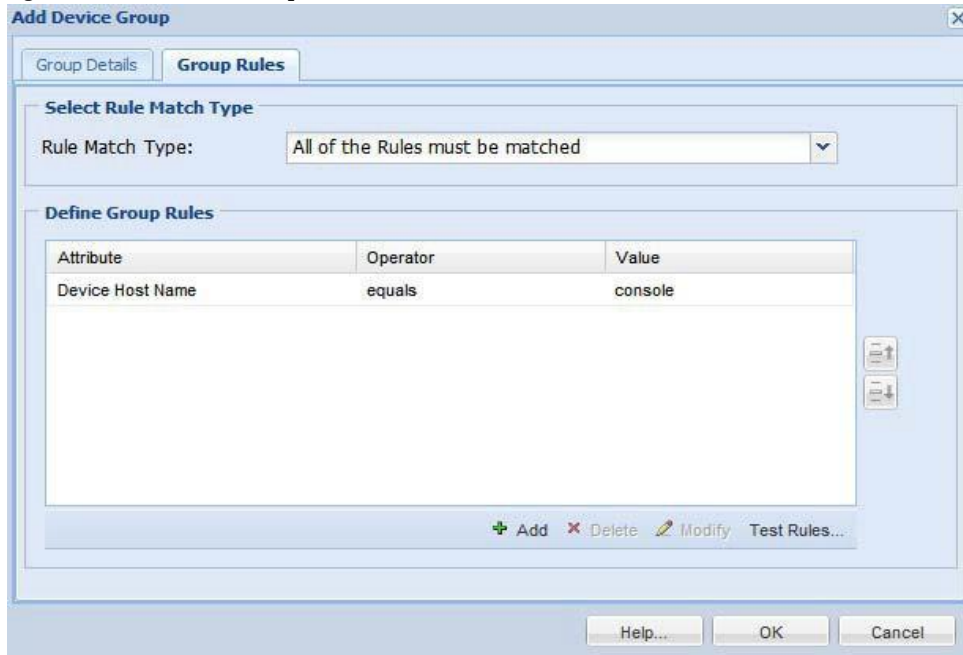 Add Device Group
Group Details Group Rules
Select Rule Match Type
Rule Match Type: All of the Rules must be matched
Define Group Rules
Attribute Operator Value
Device Host Name equals console
Add Delete Modify Test Rules...
Help... OK Cancel